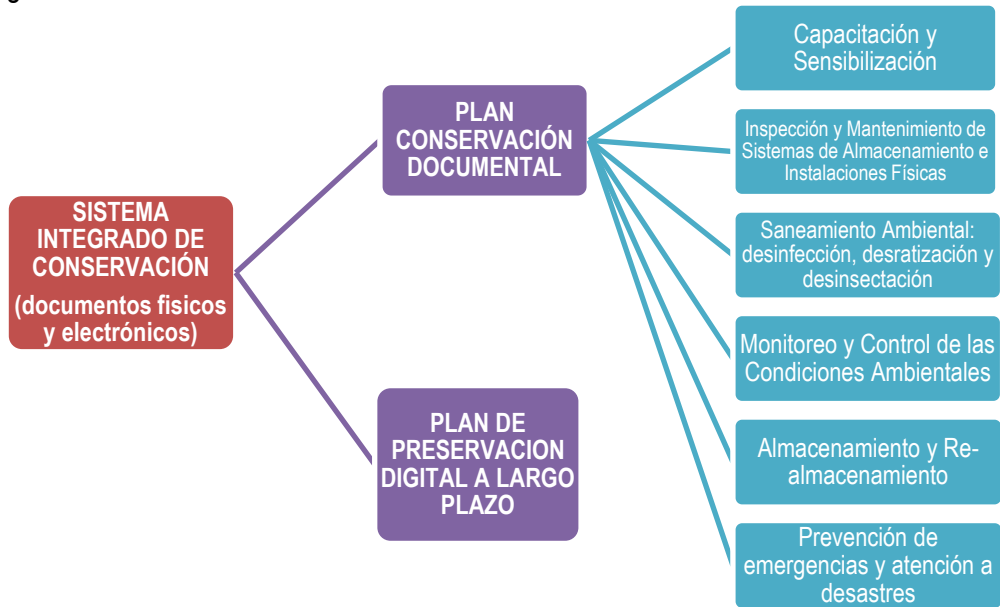 SISTEMA
INTEGRADO DE
CONSERVACIÓN
(documentos fisicos
y electrónicos)
PLAN
CONSERVACIÓN
DOCUMENTAL
PLAN DE
PRESERVACION
DIGITAL A LARGO
PLAZO
Capacitación y
Sensibilización
Inspección y Mantenimiento de
Sistemas de Almacenamiento e
Instalaciones Físicas
Saneamiento Ambiental:
desinfección, desratización y
desinsectación
Monitoreo y Control de las
Condiciones Ambientales
Almacenamiento y Re-
almacenamiento
Prevención de
emergencias y atención a
desastres